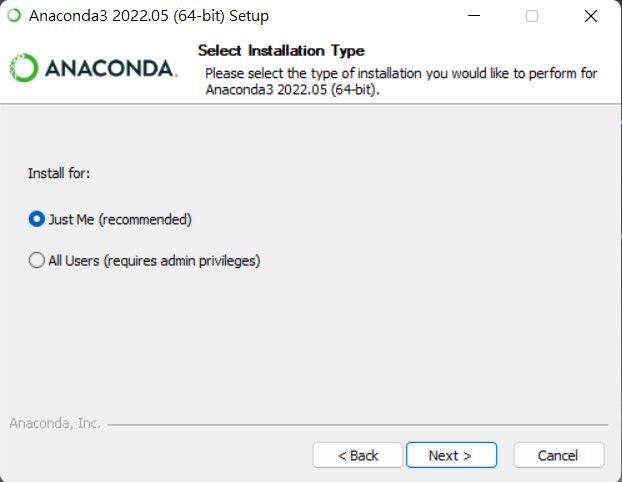 Anaconda3 2022.05 (64-bit) Setup
ANACONDA.
Select Installation Type
Please select the type of installation you would like to perform for
Anaconda3 2022.05 (64-bit).
Install for:
Just Me (recommended)
All Users (requires admin privileges)
Anaconda, Inc.
< Back
Next >
Cancel